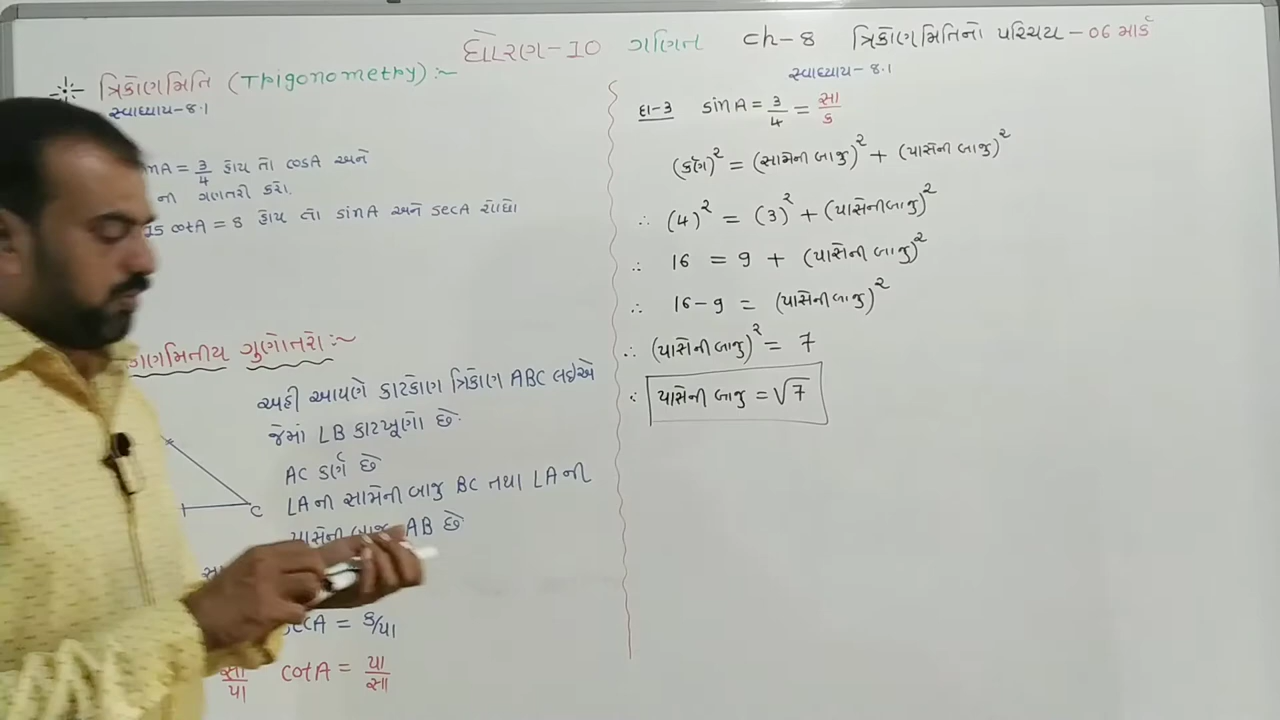 ધોરણ-10 ગણિત ch-8 ત્રિકોણમિતિનો પરિચય - 06 માર્ક
ત્રિકોણમિતિ (Trigonometry) :~
સ્વાધ્યાય-8.1
nA = 3/4 હોય તો cosA અને
ની ગણતરી કરો.
15 cotA = 8 હોય તો sinA અને secA શોધો
ણમિતીય ગુણોત્તરો :~
અહી આપણે કાટકોણ ત્રિકોણ ABC લઈએ
જેમાં ∠B કાટખૂણો છે.
AC કર્ણ છે
∠A ની સામેની બાજુ BC તથા ∠A ની
પાસેની બાજુ AB છે
C
secA = ક/પા
સા/પા cotA = પા/સા
સ્વાધ્યાય-8.1
દા-3 sinA = 3/4 = સા/ક
(કર્ણ)² = (સામેની બાજુ)² + (પાસેની બાજુ)²
∴ (4)² = (3)² + (પાસેની બાજુ)²
∴ 16 = 9 + (પાસેની બાજુ)²
∴ 16-9 = (પાસેની બાજુ)²
∴ (પાસેની બાજુ)² = 7
∴ પાસેની બાજુ = √7